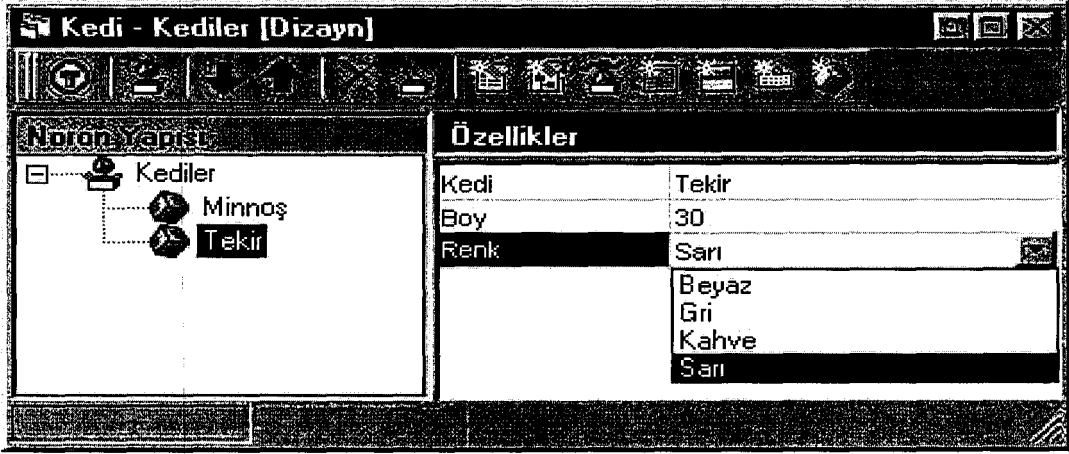 Kedi - Kediler [Dizayn]
Nöron Yapısı
Kediler
Minnoş
Tekir
Özellikler
Kedi Tekir
Boy 30
Renk Sarı
Beyaz
Gri
Kahve
Sarı